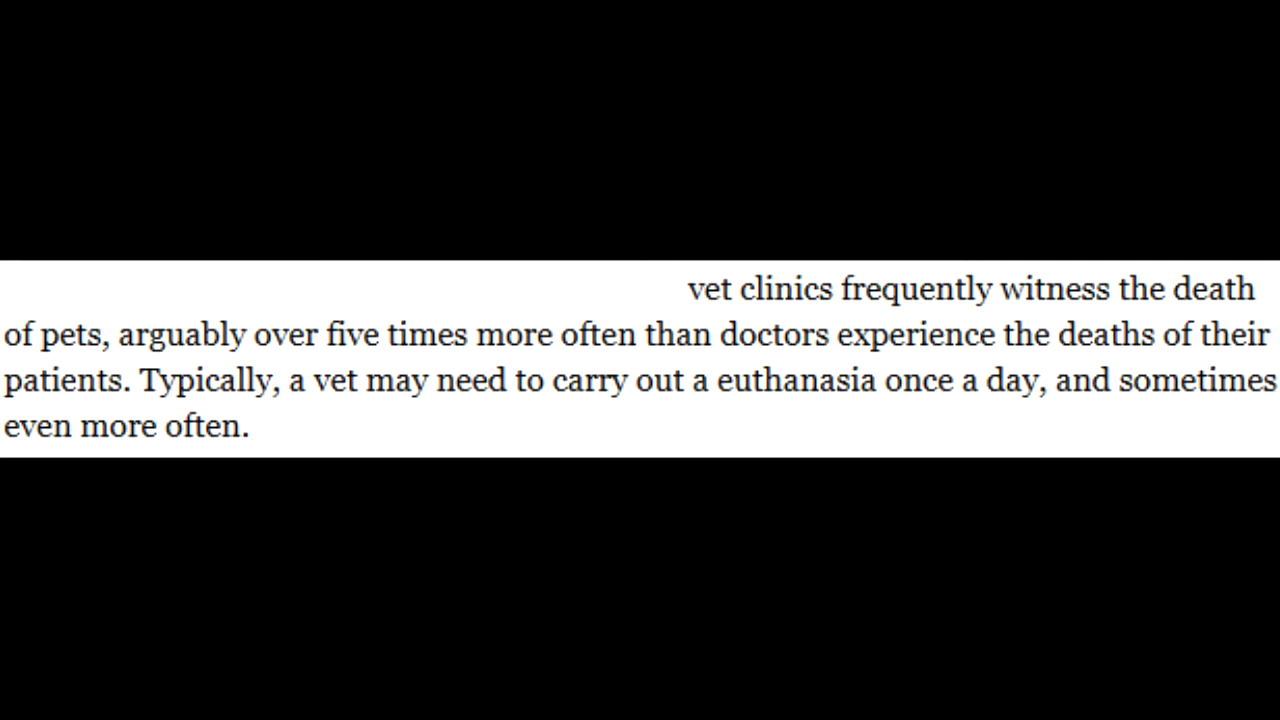 vet clinics frequently witness the death
of pets, arguably over five times more often than doctors experience the deaths of their
patients. Typically, a vet may need to carry out a euthanasia once a day, and sometimes
even more often.